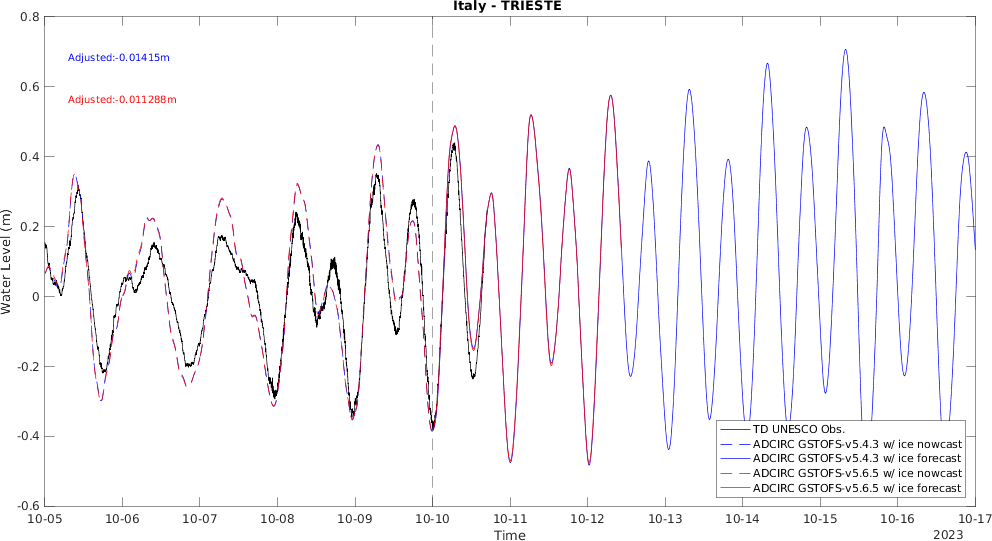 Italy - TRIESTE
Adjusted:-0.01415m
Adjusted:-0.011288m
Water Level (m)
0.8
0.6
0.4
0.2
0
-0.2
-0.4
-0.6
TD UNESCO Obs.
ADCIRC GSTOFS-v5.4.3 w/ ice nowcast
ADCIRC GSTOFS-v5.4.3 w/ ice forecast
ADCIRC GSTOFS-v5.6.5 w/ ice nowcast
ADCIRC GSTOFS-v5.6.5 w/ ice forecast
10-05 10-06 10-07 10-08 10-09 10-10 10-11 10-12 10-13 10-14 10-15 10-16 10-17
Time
2023